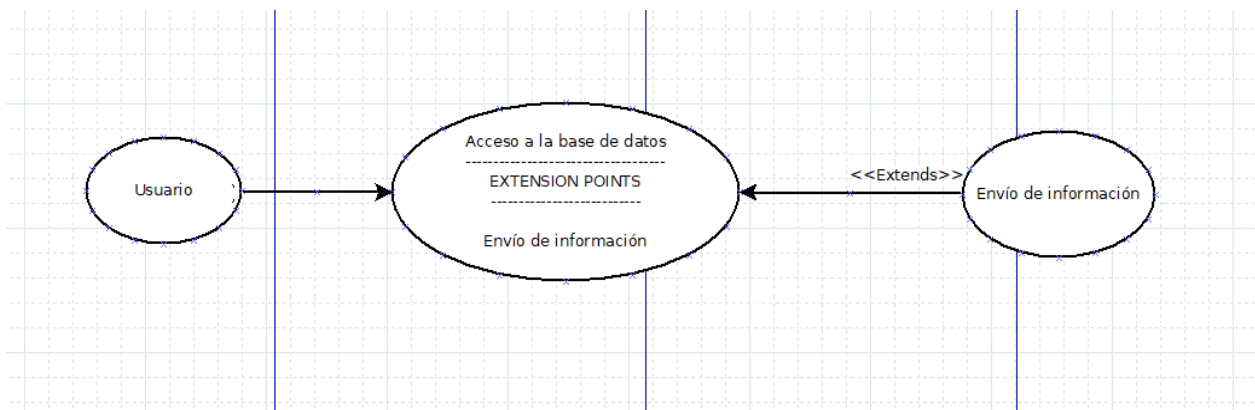 Usuario
Acceso a la base de datos
------------------------------------
EXTENSION POINTS
---------------------------
Envío de información
<<Extends>>
Envío de información